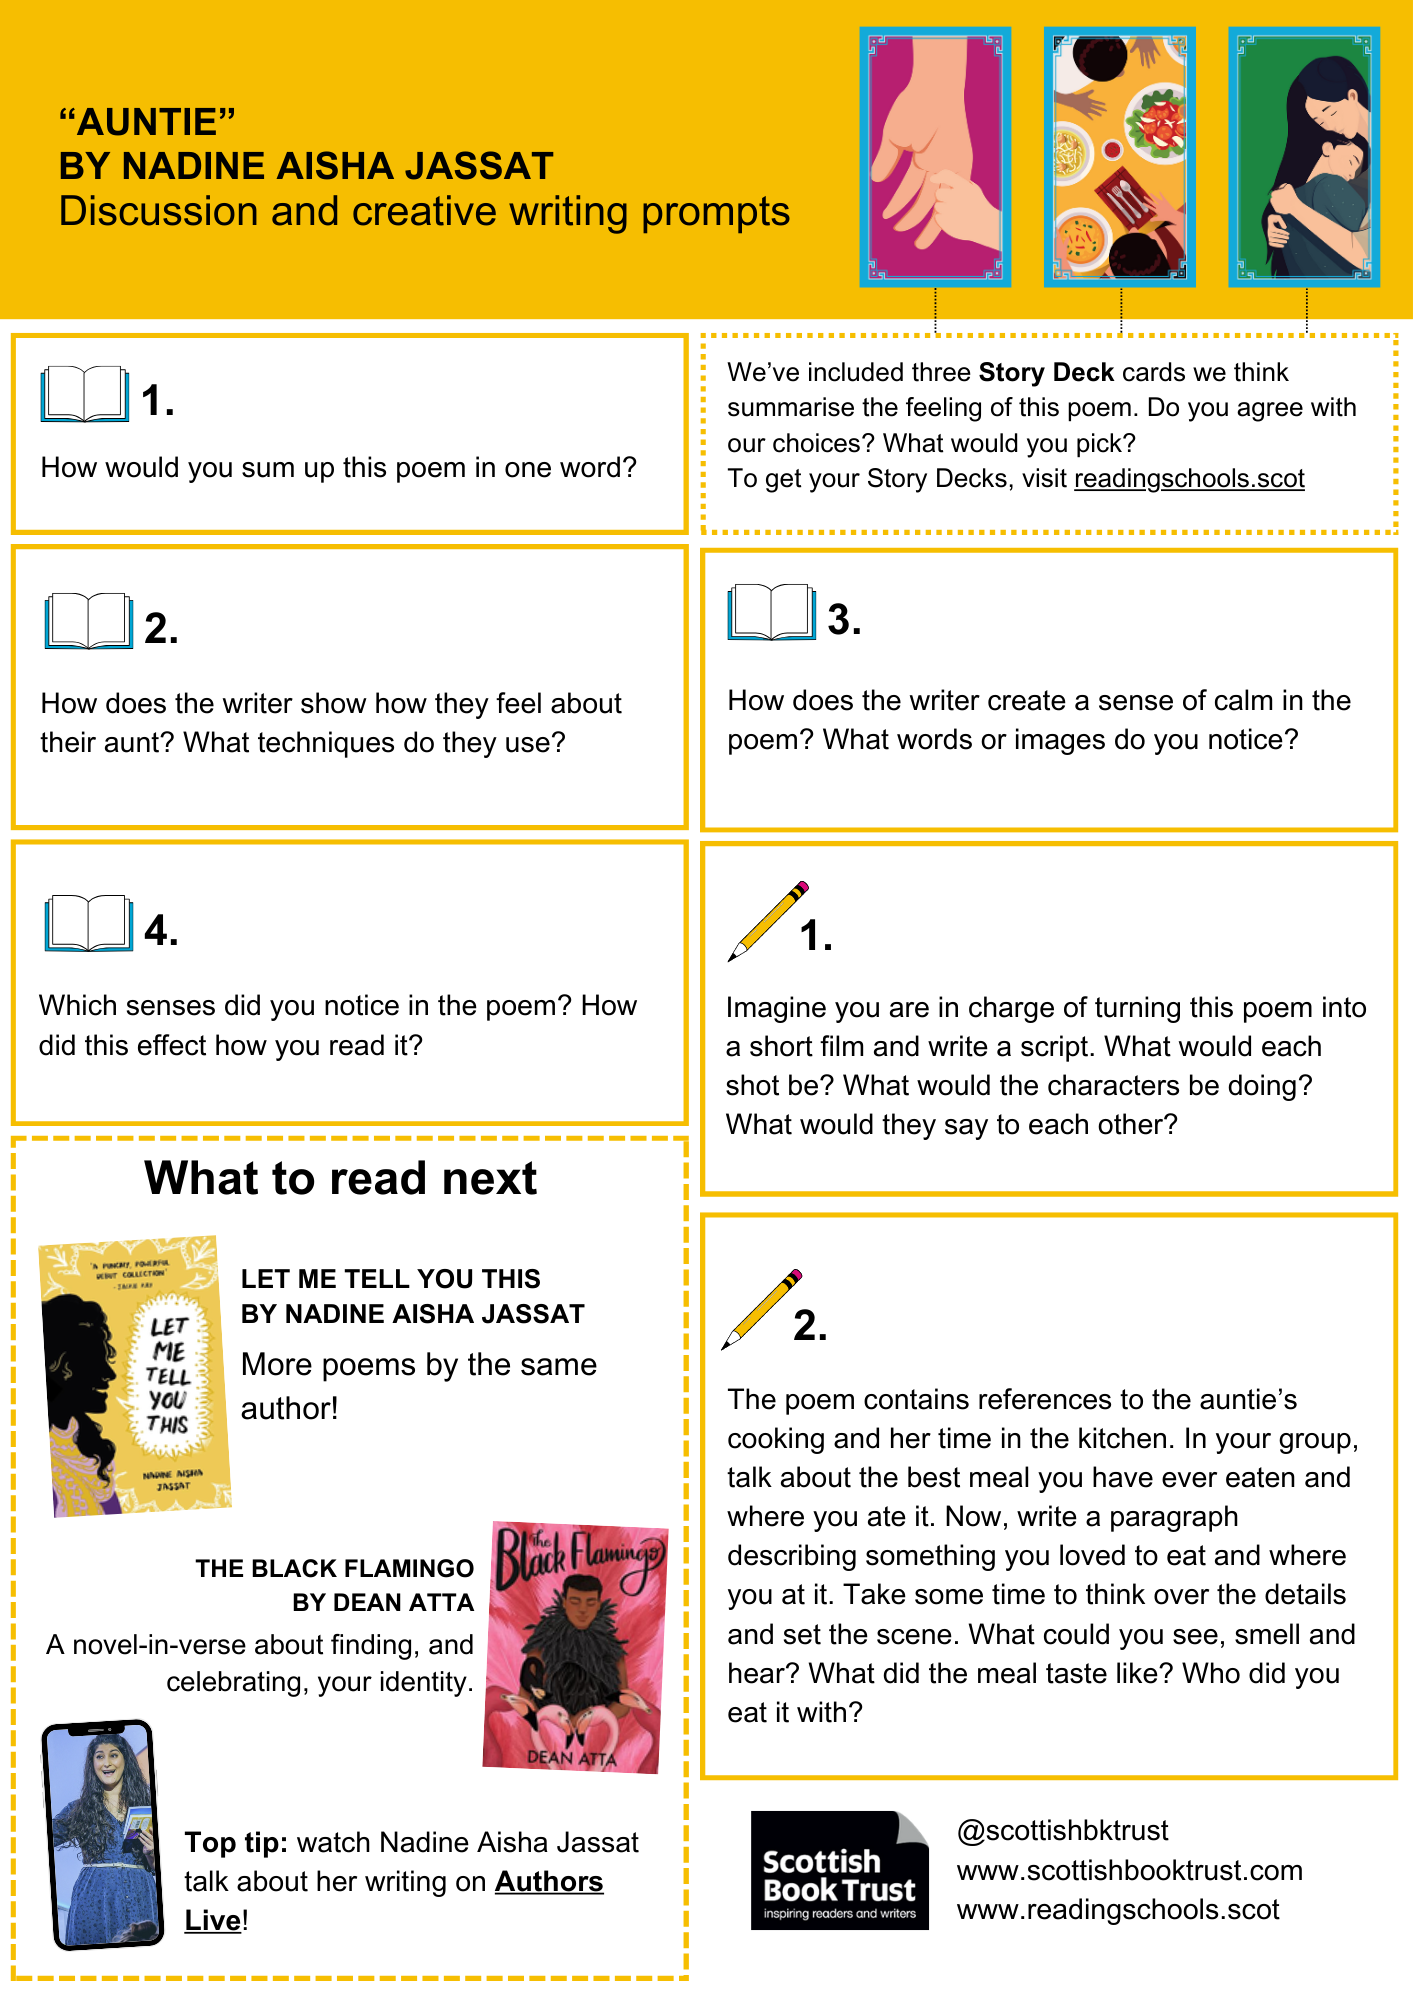 “AUNTIE”
BY NADINE AISHA JASSAT
Discussion and creative writing prompts
1.
How would you sum up this poem in one word?
We’ve included three Story Deck cards we think
summarise the feeling of this poem. Do you agree with
our choices? What would you pick?
To get your Story Decks, visit readingschools.scot
2.
How does the writer show how they feel about
their aunt? What techniques do they use?
3.
How does the writer create a sense of calm in the
poem? What words or images do you notice?
4.
Which senses did you notice in the poem? How
did this effect how you read it?
1.
Imagine you are in charge of turning this poem into
a short film and write a script. What would each
shot be? What would the characters be doing?
What would they say to each other?
What to read next
‘A PUNCHY, POWERFUL
DEBUT COLLECTION’
- JACKIE KAY
LET
ME
TELL
YOU
THIS
NADINE AISHA
JASSAT
LET ME TELL YOU THIS
BY NADINE AISHA JASSAT
More poems by the same
author!
THE BLACK FLAMINGO
BY DEAN ATTA
A novel-in-verse about finding, and
celebrating, your identity.
The
Black Flamingo
DEAN ATTA
Top tip: watch Nadine Aisha Jassat
talk about her writing on Authors
Live!
2.
The poem contains references to the auntie’s
cooking and her time in the kitchen. In your group,
talk about the best meal you have ever eaten and
where you ate it. Now, write a paragraph
describing something you loved to eat and where
you at it. Take some time to think over the details
and set the scene. What could you see, smell and
hear? What did the meal taste like? Who did you
eat it with?
Scottish
Book Trust
inspiring readers and writers
@scottishbktrust
www.scottishbooktrust.com
www.readingschools.scot